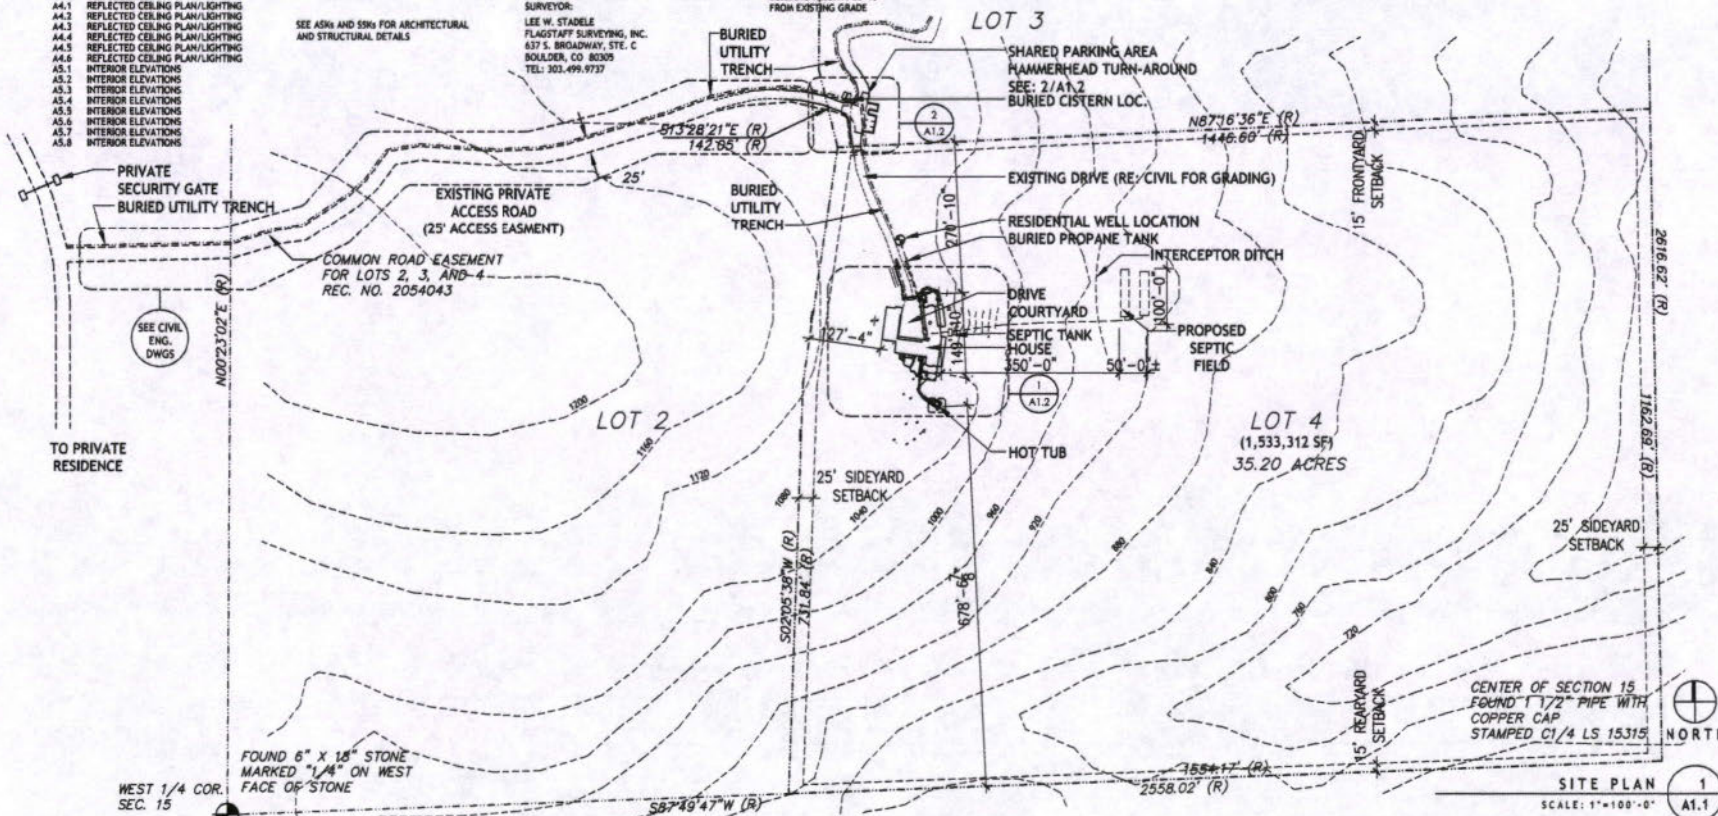 A4.1 REFLECTED CEILING PLAN/LIGHTING
A4.2 REFLECTED CEILING PLAN/LIGHTING
A4.3 REFLECTED CEILING PLAN/LIGHTING
A4.4 REFLECTED CEILING PLAN/LIGHTING
A4.5 REFLECTED CEILING PLAN/LIGHTING
A4.6 REFLECTED CEILING PLAN/LIGHTING
A5.1 INTERIOR ELEVATIONS
A5.2 INTERIOR ELEVATIONS
A5.3 INTERIOR ELEVATIONS
A5.4 INTERIOR ELEVATIONS
A5.5 INTERIOR ELEVATIONS
A5.6 INTERIOR ELEVATIONS
A5.7 INTERIOR ELEVATIONS
A5.8 INTERIOR ELEVATIONS
SEE ASKs AND SSKs FOR ARCHITECTURAL
AND STRUCTURAL DETAILS
SURVEYOR:
LEE W. STADELE
FLAGSTAFF SURVEYING, INC.
637 S. BROADWAY, STE. C
BOULDER, CO 80305
TEL: 303.499.9737
FROM EXISTING GRADE
LOT 3
BURIED
UTILITY
TRENCH
SHARED PARKING AREA
HAMMERHEAD TURN-AROUND
SEE: 2/A1.2
BURIED CISTERN LOC.
2
A1.2
S13°28'21"E (R)
142.05' (R)
N87°16'36"E (R)
1446.60' (R)
15' FRONTYARD
SETBACK
PRIVATE
SECURITY GATE
BURIED UTILITY TRENCH
25'
EXISTING PRIVATE
ACCESS ROAD
(25' ACCESS EASMENT)
BURIED
UTILITY
TRENCH
EXISTING DRIVE (RE: CIVIL FOR GRADING)
270'-10"
RESIDENTIAL WELL LOCATION
BURIED PROPANE TANK
INTERCEPTOR DITCH
2616.62' (R)
COMMON ROAD EASEMENT
FOR LOTS 2, 3, AND 4
REC. NO. 2054043
N00°23'02"E (R)
SEE CIVIL
ENG.
DWGS
DRIVE
COURTYARD
100'-0"
127'-4"
149'-10"
SEPTIC TANK
HOUSE
350'-0"
50'-0"±
PROPOSED
SEPTIC
FIELD
1
A1.2
TO PRIVATE
RESIDENCE
1200
LOT 2
1160
1120
LOT 4
(1,533,312 SF)
35.20 ACRES
1162.69' (R)
HOT TUB
25' SIDEYARD
SETBACK
1080
1040
1000
960
920
880
840
800
760
720
25' SIDEYARD
SETBACK
S02°05'38"W (R)
731.84' (R)
15' REARYARD
SETBACK
CENTER OF SECTION 15
FOUND 1 1/2" PIPE WITH
COPPER CAP
STAMPED C1/4 LS 15315
FOUND 6" X 18" STONE
MARKED "1/4" ON WEST
FACE OF STONE
WEST 1/4 COR.
SEC. 15
S87°49'47"W (R)
1554.17' (R)
2558.02' (R)
SITE PLAN
SCALE: 1"=100'-0"
1
A1.1